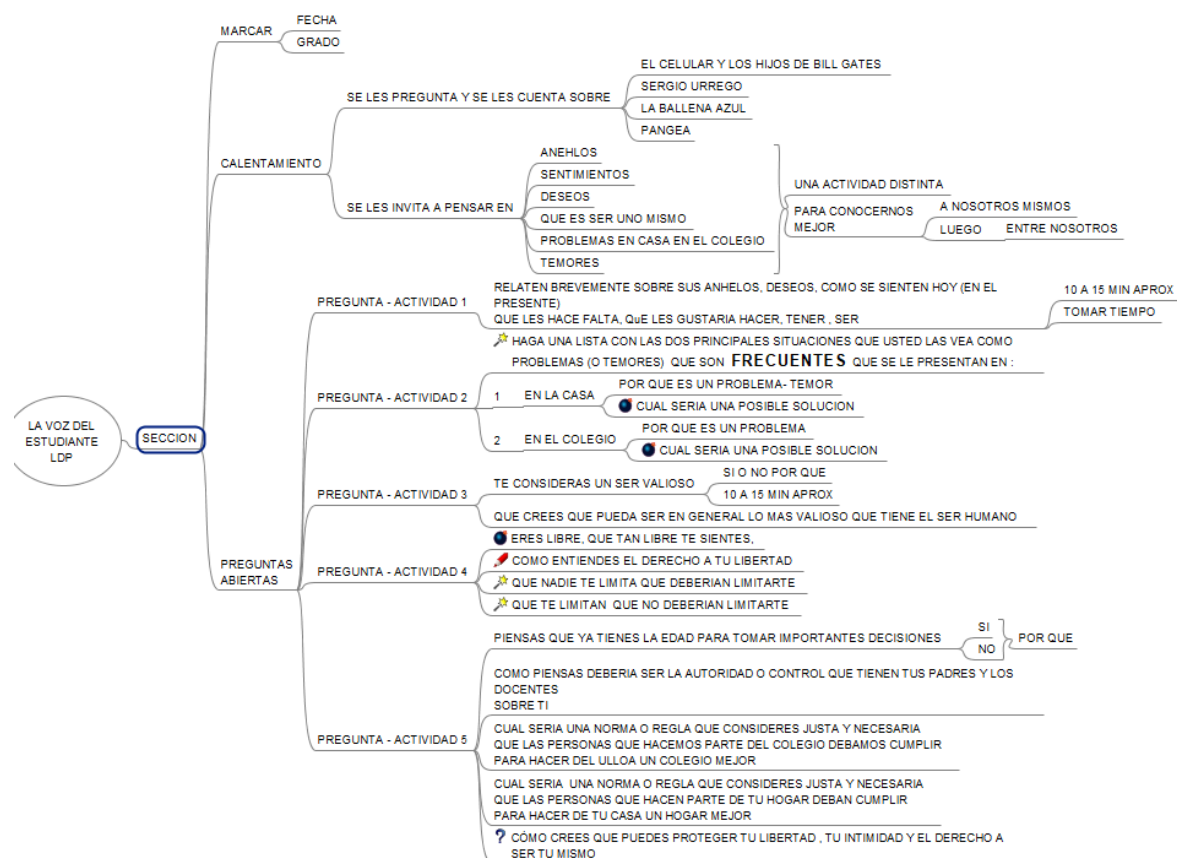 LA VOZ DEL
ESTUDIANTE
LDP
SECCION
MARCAR
FECHA
GRADO
CALENTAMIENTO
SE LES PREGUNTA Y SE LES CUENTA SOBRE
EL CELULAR Y LOS HIJOS DE BILL GATES
SERGIO URREGO
LA BALLENA AZUL
PANGEA
SE LES INVITA A PENSAR EN
ANEHLOS
SENTIMIENTOS
DESEOS
QUE ES SER UNO MISMO
PROBLEMAS EN CASA EN EL COLEGIO
TEMORES
UNA ACTIVIDAD DISTINTA
PARA CONOCERNOS
MEJOR
A NOSOTROS MISMOS
LUEGO
ENTRE NOSOTROS
PREGUNTAS
ABIERTAS
PREGUNTA - ACTIVIDAD 1
RELATEN BREVEMENTE SOBRE SUS ANHELOS, DESEOS, COMO SE SIENTEN HOY (EN EL
PRESENTE)
QUE LES HACE FALTA, QuE LES GUSTARIA HACER, TENER , SER
10 A 15 MIN APROX
TOMAR TIEMPO
PREGUNTA - ACTIVIDAD 2
HAGA UNA LISTA CON LAS DOS PRINCIPALES SITUACIONES QUE USTED LAS VEA COMO
PROBLEMAS (O TEMORES) QUE SON FRECUENTES QUE SE LE PRESENTAN EN :
1
EN LA CASA
POR QUE ES UN PROBLEMA- TEMOR
CUAL SERIA UNA POSIBLE SOLUCION
2
EN EL COLEGIO
POR QUE ES UN PROBLEMA
CUAL SERIA UNA POSIBLE SOLUCION
PREGUNTA - ACTIVIDAD 3
TE CONSIDERAS UN SER VALIOSO
SI O NO POR QUE
10 A 15 MIN APROX
QUE CREES QUE PUEDA SER EN GENERAL LO MAS VALIOSO QUE TIENE EL SER HUMANO
PREGUNTA - ACTIVIDAD 4
ERES LIBRE, QUE TAN LIBRE TE SIENTES,
COMO ENTIENDES EL DERECHO A TU LIBERTAD
QUE NADIE TE LIMITA QUE DEBERIAN LIMITARTE
QUE TE LIMITAN QUE NO DEBERIAN LIMITARTE
PREGUNTA - ACTIVIDAD 5
PIENSAS QUE YA TIENES LA EDAD PARA TOMAR IMPORTANTES DECISIONES
SI
NO
POR QUE
COMO PIENSAS DEBERIA SER LA AUTORIDAD O CONTROL QUE TIENEN TUS PADRES Y LOS
DOCENTES
SOBRE TI
CUAL SERIA UNA NORMA O REGLA QUE CONSIDERES JUSTA Y NECESARIA
QUE LAS PERSONAS QUE HACEMOS PARTE DEL COLEGIO DEBAMOS CUMPLIR
PARA HACER DEL ULLOA UN COLEGIO MEJOR
CUAL SERIA UNA NORMA O REGLA QUE CONSIDERES JUSTA Y NECESARIA
QUE LAS PERSONAS QUE HACEN PARTE DE TU HOGAR DEBAN CUMPLIR
PARA HACER DE TU CASA UN HOGAR MEJOR
CÓMO CREES QUE PUEDES PROTEGER TU LIBERTAD , TU INTIMIDAD Y EL DERECHO A
SER TU MISMO